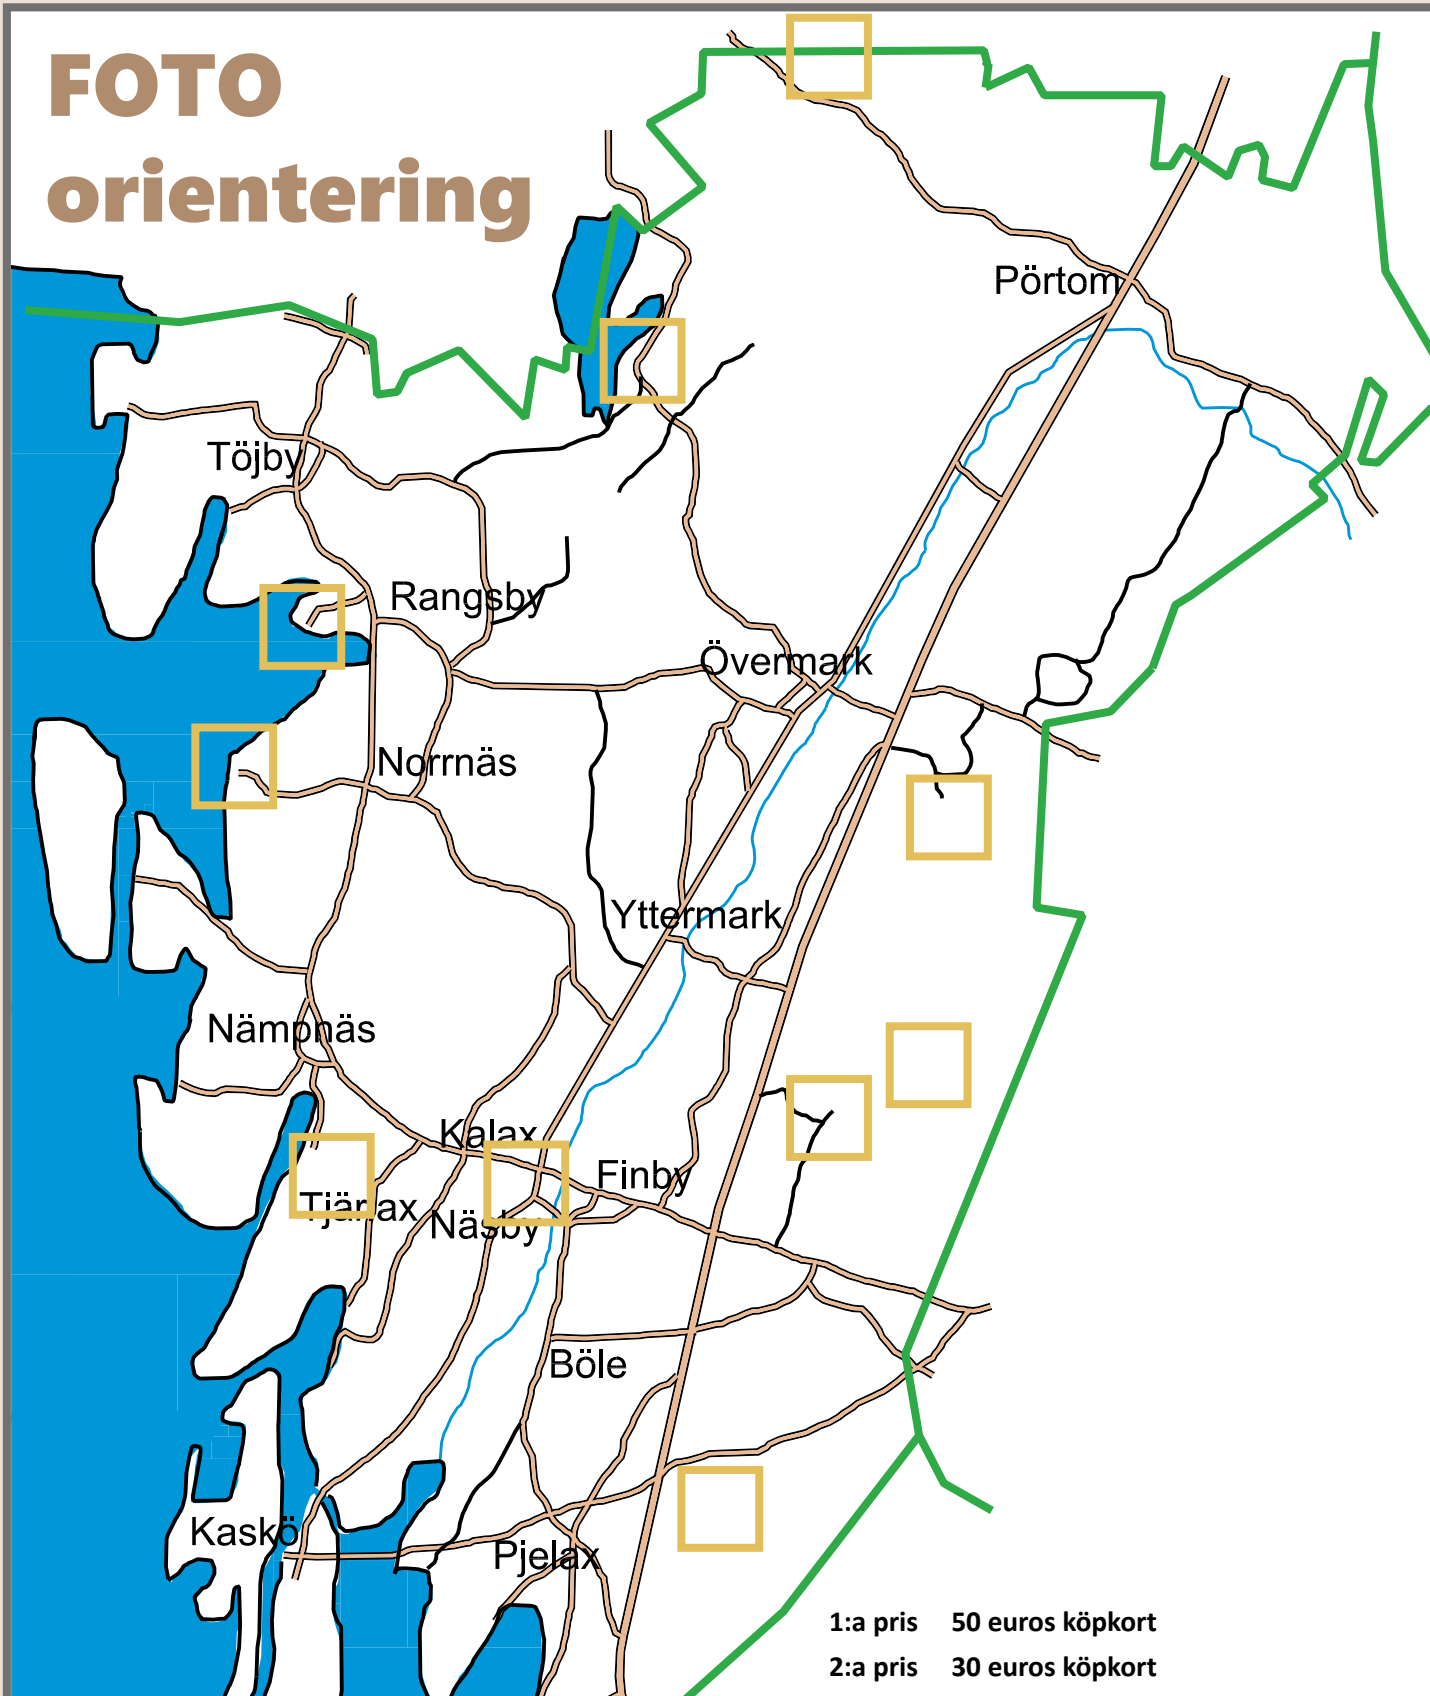 FOTO
orientering
Pörtom
Töjby
Rangsby
Övermark
Norrnäs
Yttermark
Nämpnäs
Kalax
Finby
Tjärlax
Näsby
Böle
Kaskö
Pjelax
1:a pris 50 euros köpkort
2:a pris 30 euros köpkort